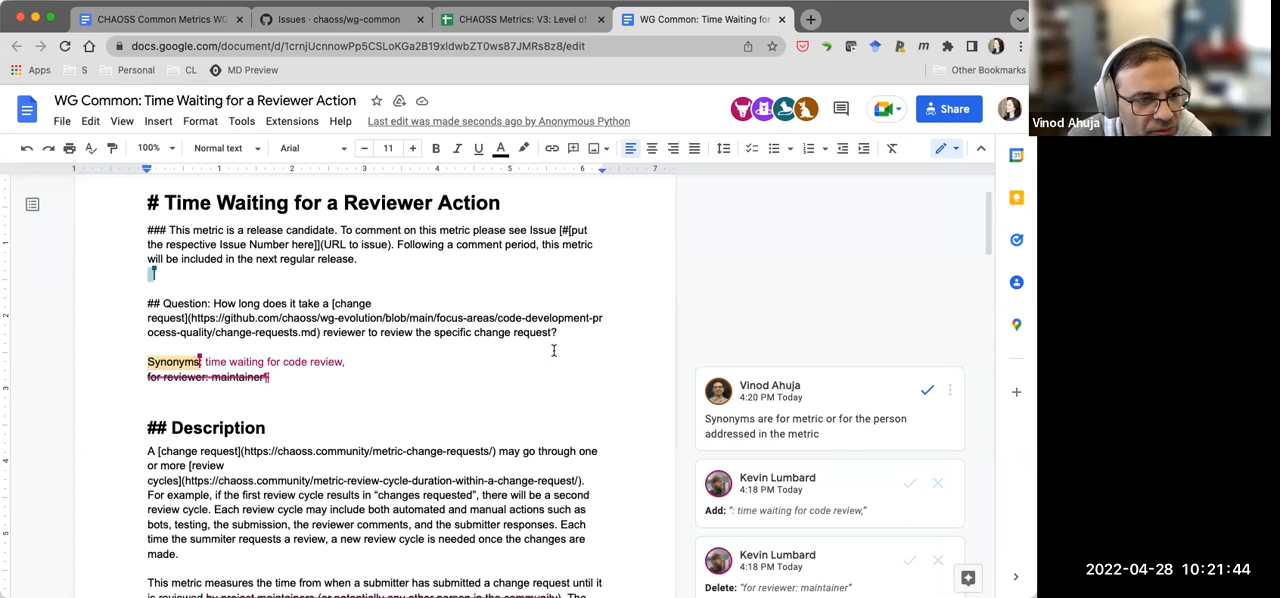 CHAOSS Common Metrics WG
Issues · chaoss/wg-common
CHAOSS Metrics: V3: Level of
WG Common: Time Waiting for
docs.google.com/document/d/1crnjUcnnowPp5CSLoKGa2B19xldwbZT0ws87JMRs8z8/edit
Apps
S
Personal
CL
MD Preview
Other Bookmarks
Vinod Ahuja
WG Common: Time Waiting for a Reviewer Action
File Edit View Insert Format Tools Extensions Help
Last edit was made seconds ago by Anonymous Python
Share
100%
Normal text
Arial
11
# Time Waiting for a Reviewer Action
### This metric is a release candidate. To comment on this metric please see Issue [#[put
the respective Issue Number here]](URL to issue). Following a comment period, this metric
will be included in the next regular release.
## Question: How long does it take a [change
request](https://github.com/chaoss/wg-evolution/blob/main/focus-areas/code-development-pr
ocess-quality/change-requests.md) reviewer to review the specific change request?
Synonyms: time waiting for code review,
for reviewer: maintainer¶
## Description
A [change request](https://chaoss.community/metric-change-requests/) may go through one
or more [review
cycles](https://chaoss.community/metric-review-cycle-duration-within-a-change-request/).
For example, if the first review cycle results in “changes requested”, there will be a second
review cycle. Each review cycle may include both automated and manual actions such as
bots, testing, the submission, the reviewer comments, and the submitter responses. Each
time the summiter requests a review, a new review cycle is needed once the changes are
made.
This metric measures the time from when a submitter has submitted a change request until it
is reviewed by project maintainers (or potentially any other person in the community). The
Vinod Ahuja
4:20 PM Today
Synonyms are for metric or for the person
addressed in the metric
Kevin Lumbard
4:18 PM Today
Add: “: time waiting for code review,”
Kevin Lumbard
4:18 PM Today
Delete: “for reviewer: maintainer”
2022-04-28 10:21:44